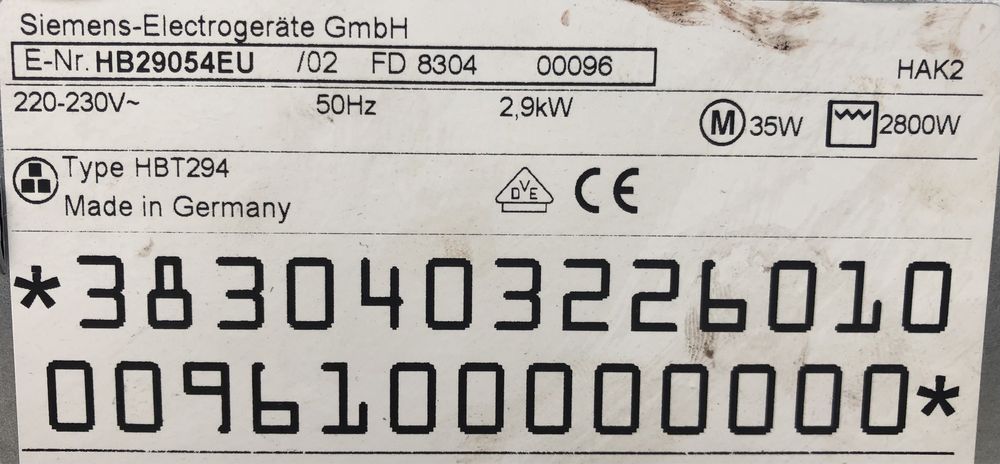 Siemens-Electrogeräte GmbH
E-Nr. HB29054EU /02 FD 8304 00096
HAK2
220-230V~ 50Hz 2,9kW M 35W 2800W
Type HBT294
Made in Germany
DVE CE
*3830403226010
0096100000000*